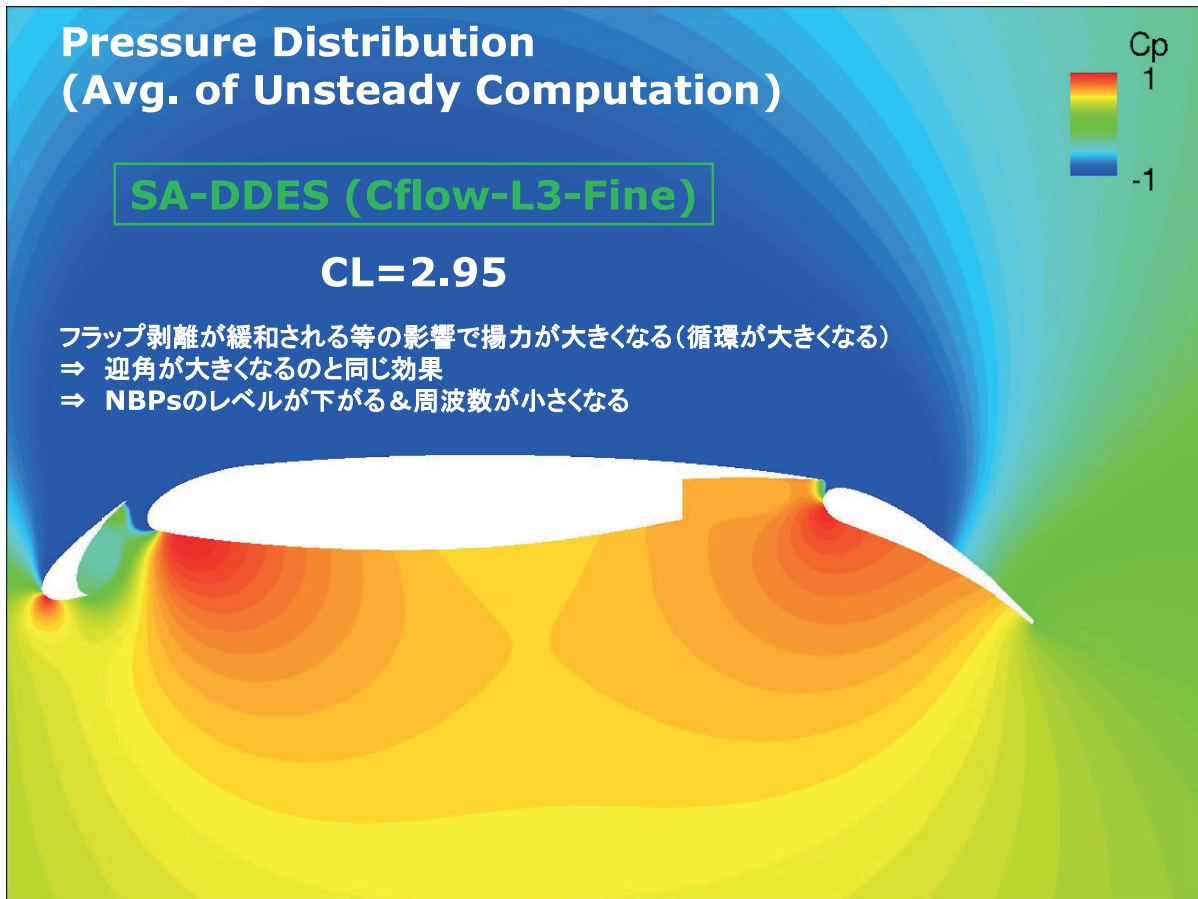 Pressure Distribution
(Avg. of Unsteady Computation)
Cp
1
-1
SA-DDES (Cflow-L3-Fine)
CL=2.95
フラップ剥離が緩和される等の影響で揚力が大きくなる（循環が大きくなる）
⇒ 迎角が大きくなるのと同じ効果
⇒ NBPsのレベルが下がる＆周波数が小さくなる